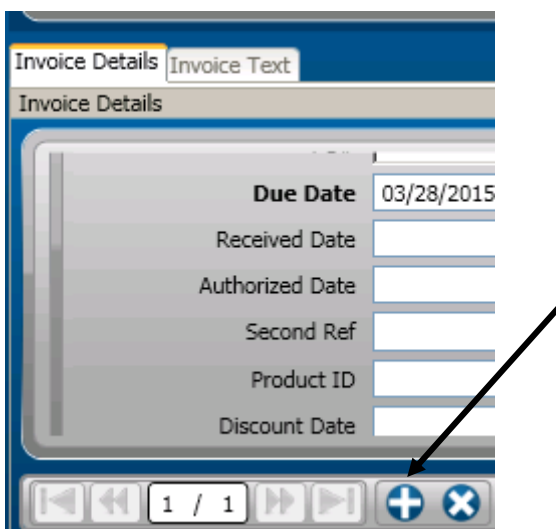 Invoice Details Invoice Text
Invoice Details
Due Date 03/28/2015
Received Date
Authorized Date
Second Ref
Product ID
Discount Date
1 / 1